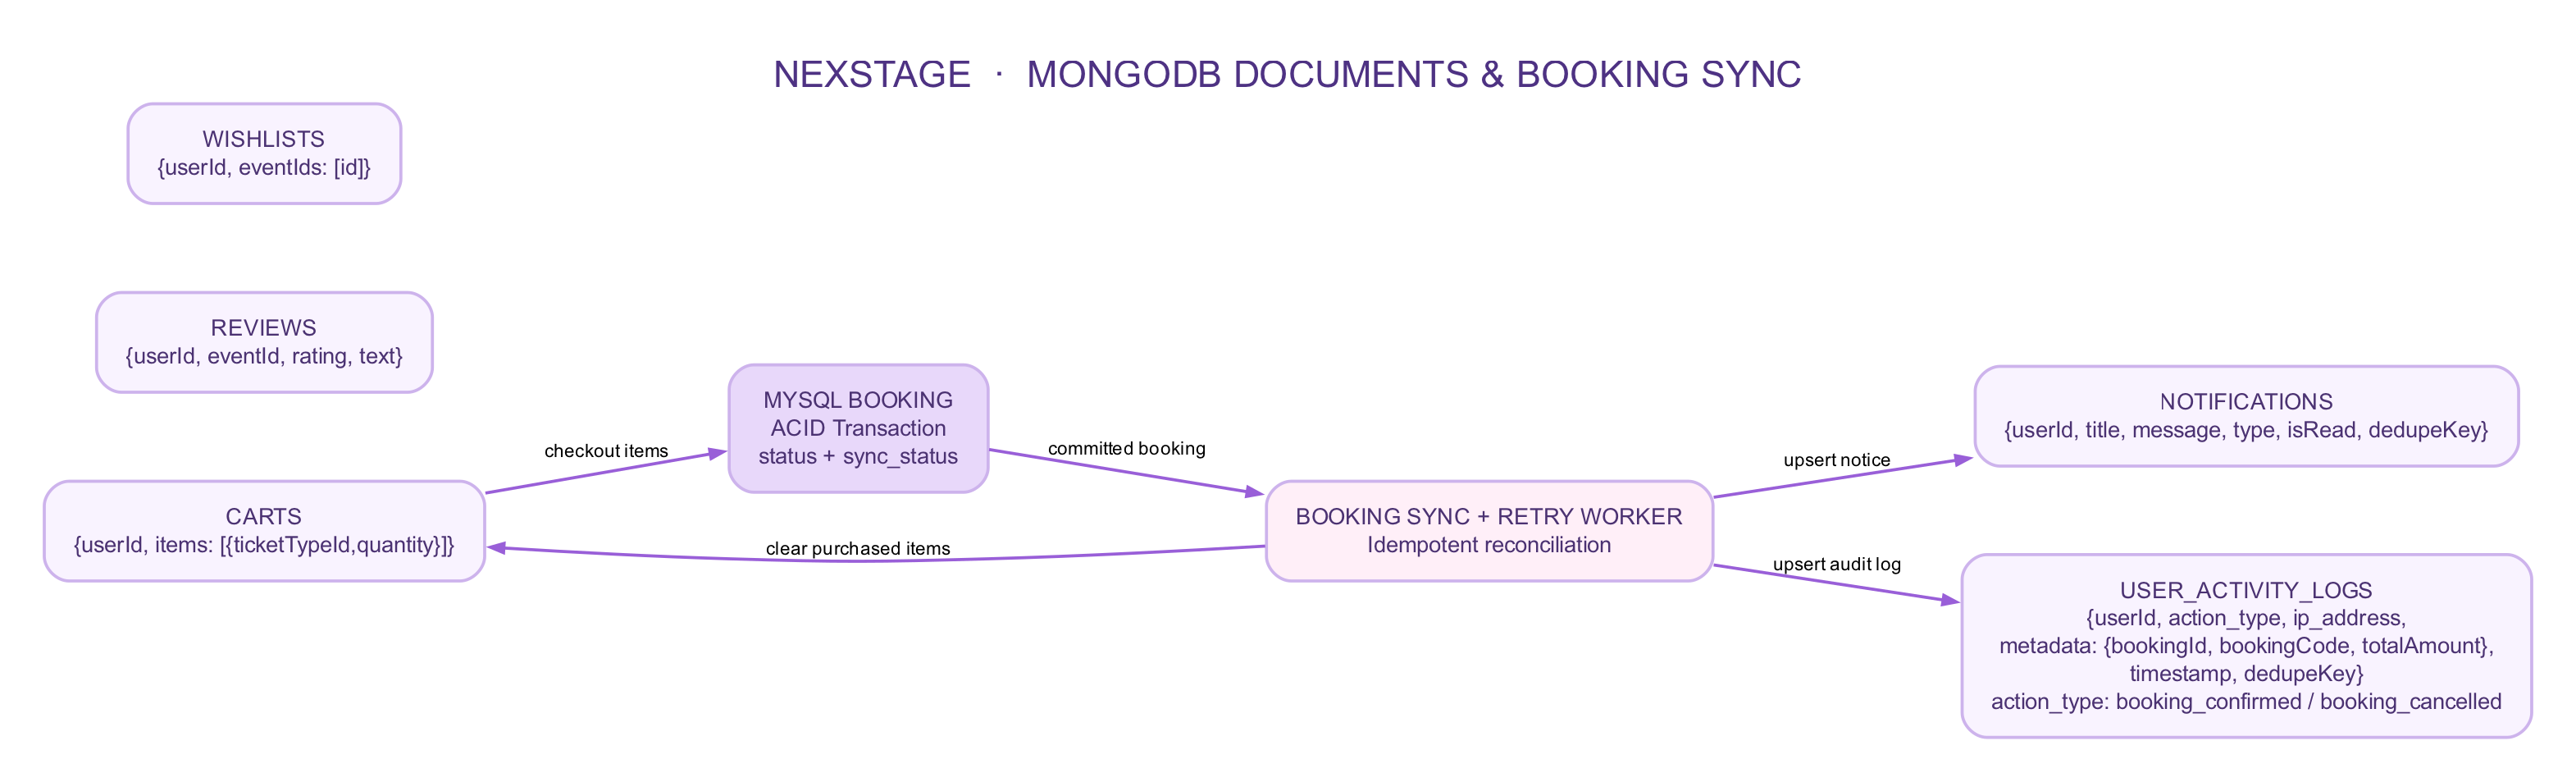 NEXSTAGE · MONGODB DOCUMENTS & BOOKING SYNC
WISHLISTS
{userId, eventIds: [id]}
REVIEWS
{userId, eventId, rating, text}
CARTS
{userId, items: [{ticketTypeId,quantity}]}
checkout items
MYSQL BOOKING
ACID Transaction
status + sync_status
committed booking
clear purchased items
BOOKING SYNC + RETRY WORKER
Idempotent reconciliation
upsert notice
NOTIFICATIONS
{userId, title, message, type, isRead, dedupeKey}
upsert audit log
USER_ACTIVITY_LOGS
{userId, action_type, ip_address,
metadata: {bookingId, bookingCode, totalAmount},
timestamp, dedupeKey}
action_type: booking_confirmed / booking_cancelled